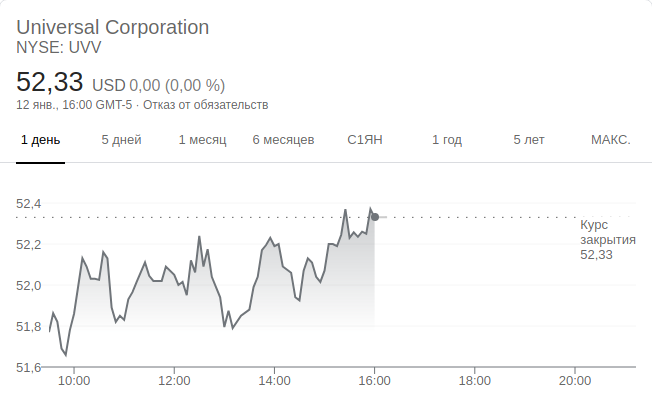 Universal Corporation
NYSE: UVV
52,33 USD 0,00 (0,00 %)
12 янв., 16:00 GMT-5 · Отказ от обязательств
1 день 5 дней 1 месяц 6 месяцев С1ЯН 1 год 5 лет МАКС.
52,4
Курс
закрытия
52,33
52,2
52,0
51,8
51,6
10:00 12:00 14:00 16:00 18:00 20:00